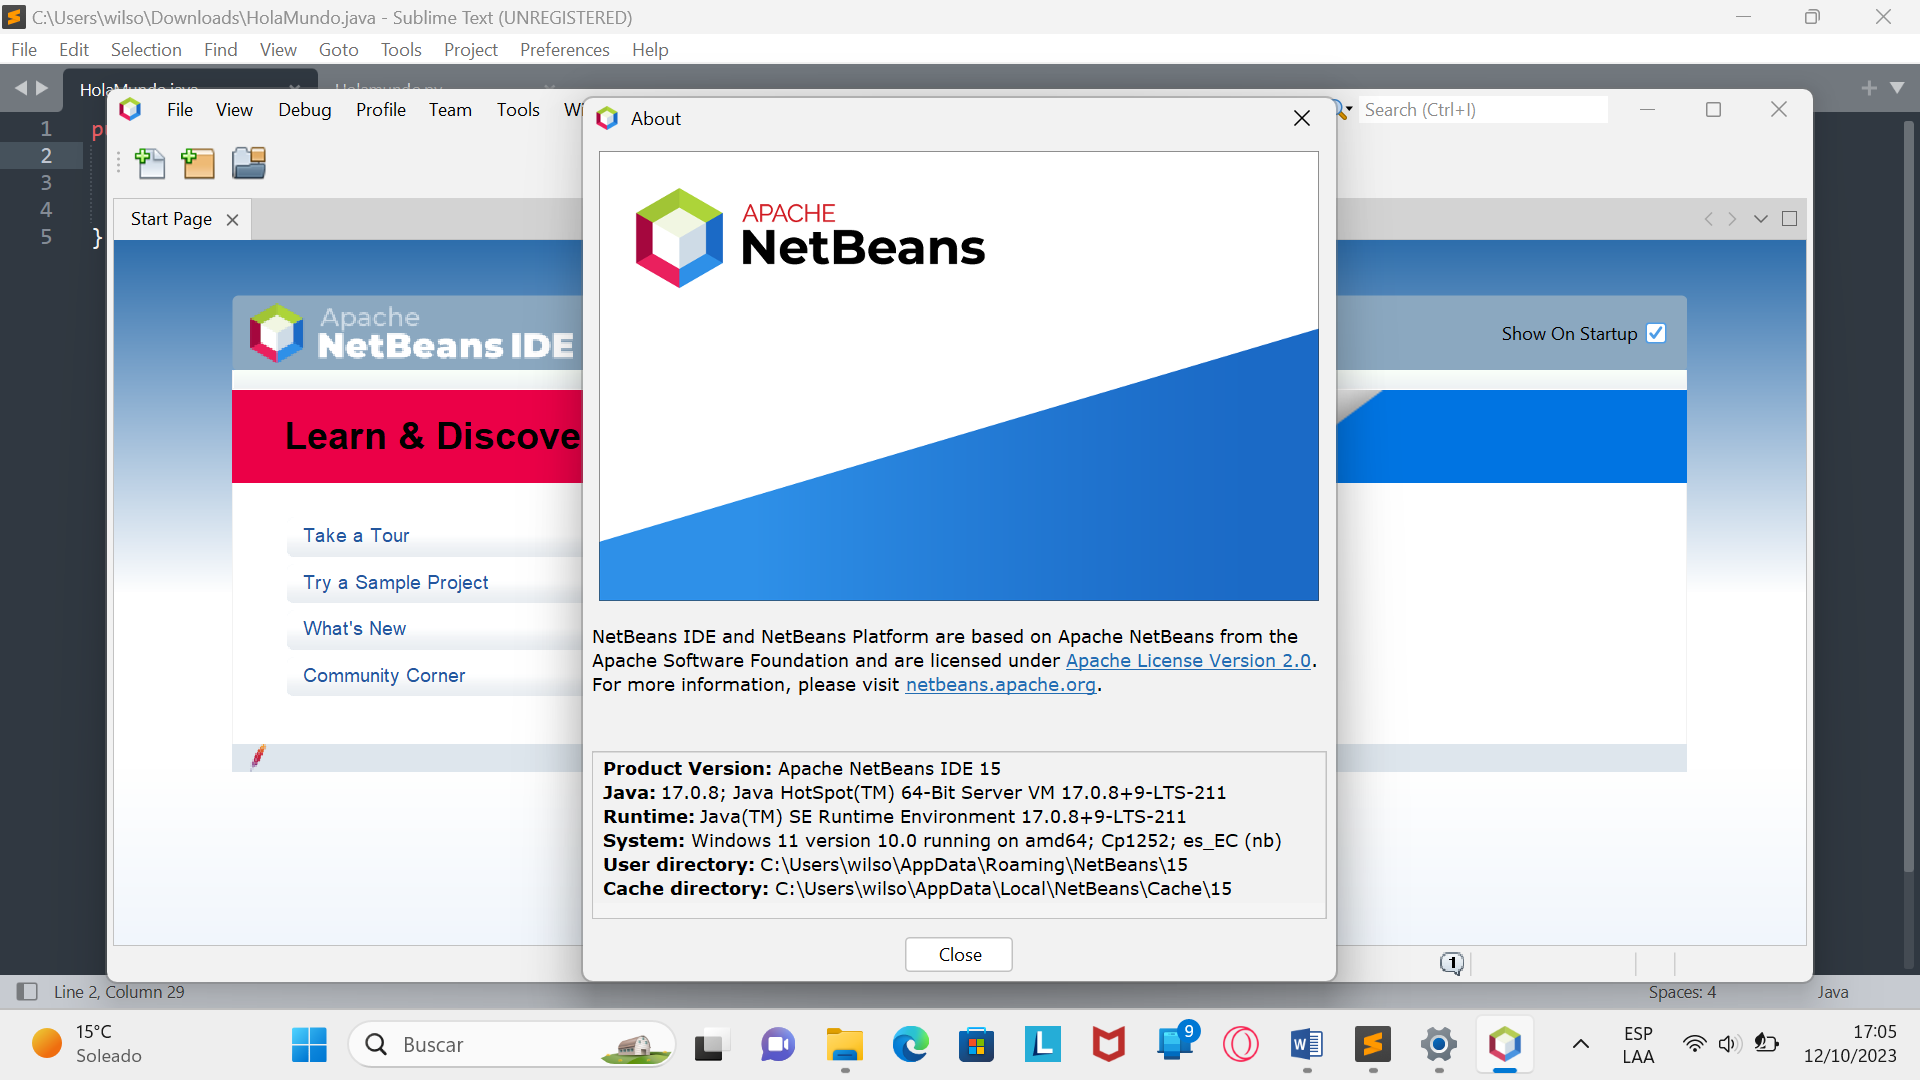 C:\Users\wilso\Downloads\HolaMundo.java - Sublime Text (UNREGISTERED)
File Edit Selection Find View Goto Tools Project Preferences Help
1
2
3
4
5 }
File View Debug Profile Team Tools
Search (Ctrl+I)
About
Start Page
APACHE
NetBeans
Apache
NetBeans IDE
Show On Startup
Learn & Discove
Take a Tour
Try a Sample Project
What's New
Community Corner
NetBeans IDE and NetBeans Platform are based on Apache NetBeans from the
Apache Software Foundation and are licensed under Apache License Version 2.0.
For more information, please visit netbeans.apache.org.
Product Version: Apache NetBeans IDE 15
Java: 17.0.8; Java HotSpot(TM) 64-Bit Server VM 17.0.8+9-LTS-211
Runtime: Java(TM) SE Runtime Environment 17.0.8+9-LTS-211
System: Windows 11 version 10.0 running on amd64; Cp1252; es_EC (nb)
User directory: C:\Users\wilso\AppData\Roaming\NetBeans\15
Cache directory: C:\Users\wilso\AppData\Local\NetBeans\Cache\15
Close
1
Line 2, Column 29
Spaces: 4
Java
15°C
Soleado
Buscar
L
9
W
ESP
LAA
17:05
12/10/2023